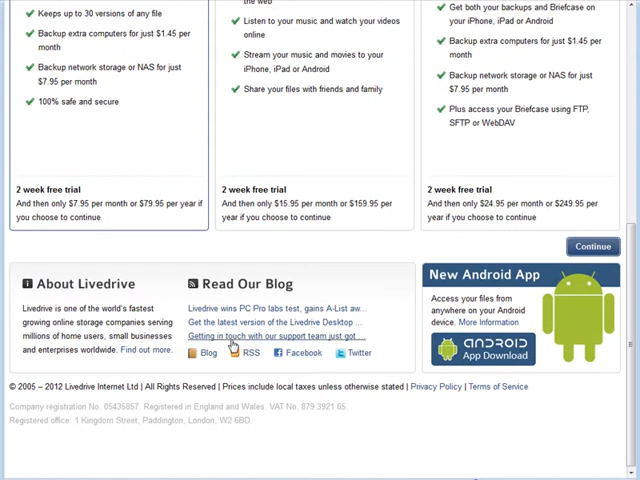 Keeps up to 30 versions of any file
Backup extra computers for just $1.45 per
month
Backup network storage or NAS for just
$7.95 per month
100% safe and secure
2 week free trial
And then only $7.95 per month or $79.95 per year if
you choose to continue
the web
Listen to your music and watch your videos
online
Stream your music and movies to your
iPhone, iPad or Android
Share your files with friends and family
2 week free trial
And then only $15.95 per month or $159.95 per
year if you choose to continue
Get both your backups and Briefcase on
your iPhone, iPad or Android
Backup extra computers for just $1.45 per
month
Backup network storage or NAS for just
$7.95 per month
Plus access your Briefcase using FTP,
SFTP or WebDAV
2 week free trial
And then only $24.95 per month or $249.95 per
year if you choose to continue
Continue
About Livedrive
Livedrive is one of the world's fastest
growing online storage companies serving
millions of home users, small businesses
and enterprises worldwide. Find out more.
Read Our Blog
Livedrive wins PC Pro labs test, gains A-List aw...
Get the latest version of the Livedrive Desktop ...
Getting in touch with our support team just got ...
Blog RSS Facebook Twitter
New Android App
Access your files from
anywhere on your Android
device. More Information
ANDROID
App Download
© 2005 – 2012 Livedrive Internet Ltd | All Rights Reserved | Prices include local taxes unless otherwise stated | Privacy Policy | Terms of Service
Company registration No. 05435857. Registered in England and Wales. VAT No. 879 3921 65.
Registered office: 1 Kingdom Street, Paddington, London, W2 6BD.